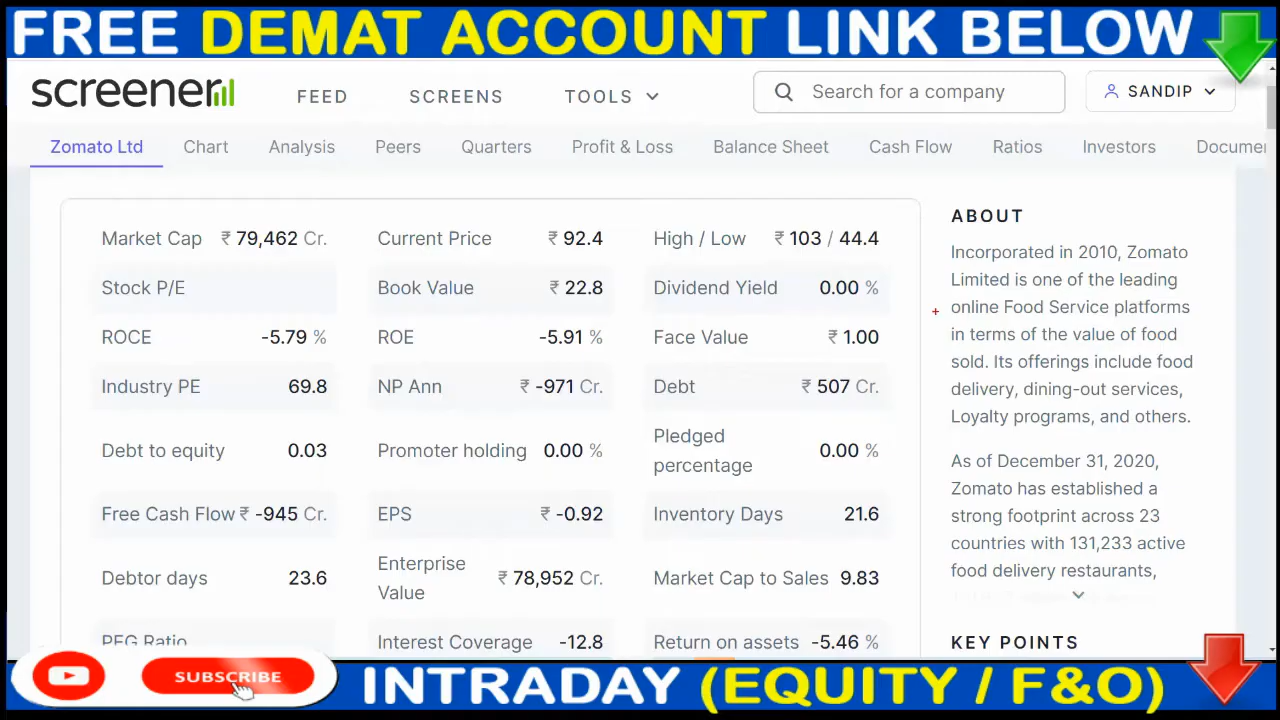 FREE DEMAT ACCOUNT LINK BELOW
screener
FEED
SCREENS
TOOLS
Search for a company
SANDIP
Zomato Ltd
Chart
Analysis
Peers
Quarters
Profit & Loss
Balance Sheet
Cash Flow
Ratios
Investors
Documen
Market Cap ₹ 79,462 Cr.
Current Price ₹ 92.4
High / Low ₹ 103 / 44.4
Stock P/E
Book Value ₹ 22.8
Dividend Yield 0.00 %
ROCE -5.79 %
ROE -5.91 %
Face Value ₹ 1.00
Industry PE 69.8
NP Ann ₹ -971 Cr.
Debt ₹ 507 Cr.
Debt to equity 0.03
Promoter holding 0.00 %
Pledged
percentage 0.00 %
Free Cash Flow ₹ -945 Cr.
EPS ₹ -0.92
Inventory Days 21.6
Debtor days 23.6
Enterprise
Value ₹ 78,952 Cr.
Market Cap to Sales 9.83
PEG Ratio
Interest Coverage -12.8
Return on assets -5.46 %
ABOUT
Incorporated in 2010, Zomato
Limited is one of the leading
online Food Service platforms
in terms of the value of food
sold. Its offerings include food
delivery, dining-out services,
Loyalty programs, and others.
As of December 31, 2020,
Zomato has established a
strong footprint across 23
countries with 131,233 active
food delivery restaurants,
KEY POINTS
SUBSCRIBE
INTRADAY (EQUITY / F&O)